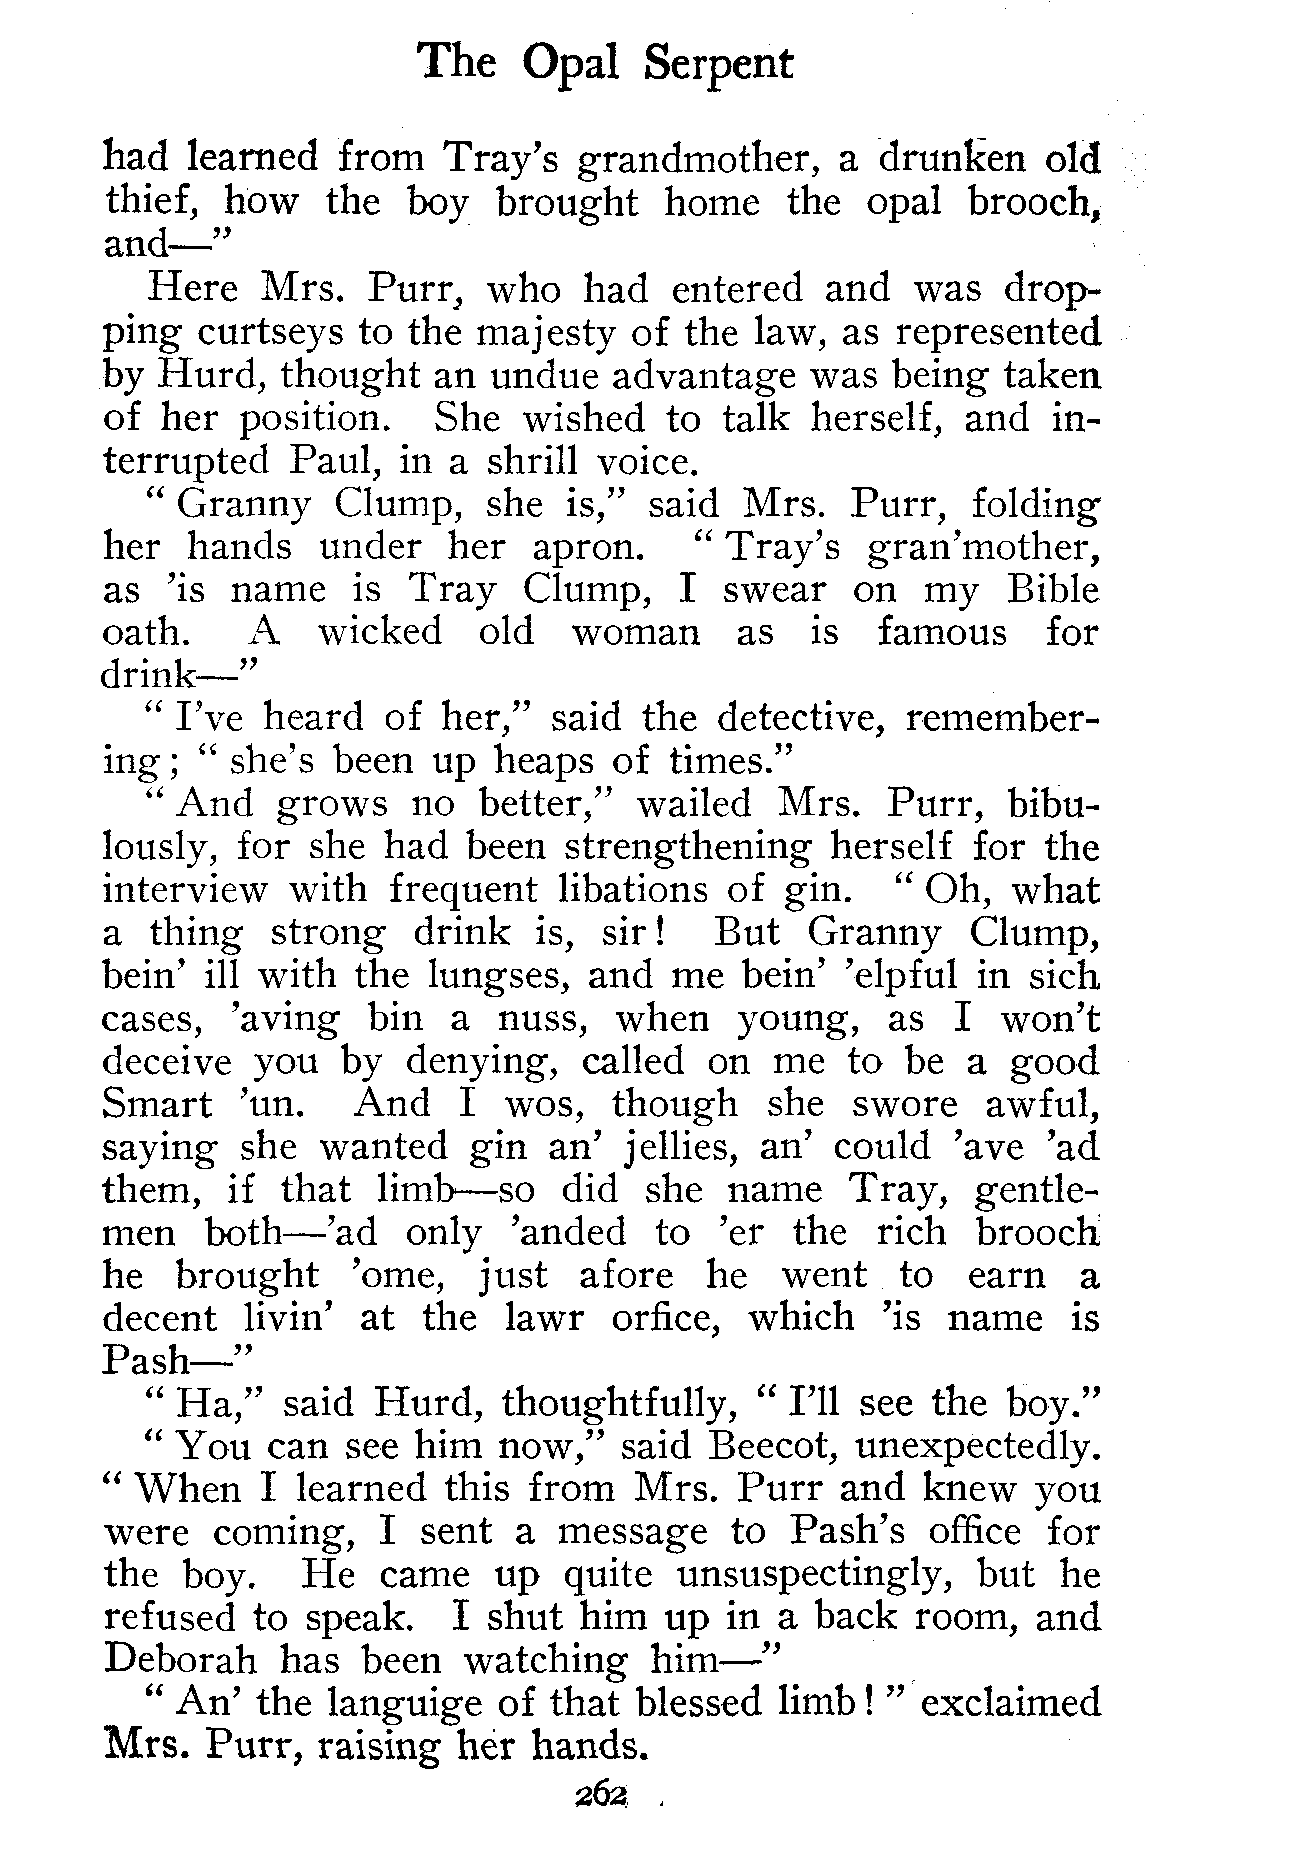 The Opal Serpent
had learned from Tray's grandmother, a drunken old
thief, how the boy brought home the opal brooch,
and—"
Here Mrs. Purr, who had entered and was drop-
ping curtseys to the majesty of the law, as represented
by Hurd, thought an undue advantage was being taken
of her position. She wished to talk herself, and in-
terrupted Paul, in a shrill voice.
"Granny Clump, she is," said Mrs. Purr, folding
her hands under her apron. "Tray's gran'mother,
as 'is name is Tray Clump, I swear on my Bible
oath. A wicked old woman as is famous for
drink—"
"I've heard of her," said the detective, remember-
ing; "she's been up heaps of times."
"And grows no better," wailed Mrs. Purr, bibu-
lously, for she had been strengthening herself for the
interview with frequent libations of gin. "Oh, what
a thing strong drink is, sir! But Granny Clump,
bein' ill with the lungses, and me bein' 'elpful in sich
cases, 'aving bin a nuss, when young, as I won't
deceive you by denying, called on me to be a good
Smart 'un. And I wos, though she swore awful,
saying she wanted gin an' jellies, an' could 'ave 'ad
them, if that limb—so did she name Tray, gentle-
men both—'ad only 'anded to 'er the rich brooch
he brought 'ome, just afore he went to earn a
decent livin' at the lawr orfice, which 'is name is
Pash—"
"Ha," said Hurd, thoughtfully, "I'll see the boy."
"You can see him now," said Beecot, unexpectedly.
"When I learned this from Mrs. Purr and knew you
were coming, I sent a message to Pash's office for
the boy. He came up quite unsuspectingly, but he
refused to speak. I shut him up in a back room, and
Deborah has been watching him—"
"An' the languige of that blessed limb!" exclaimed
Mrs. Purr, raising her hands.
262